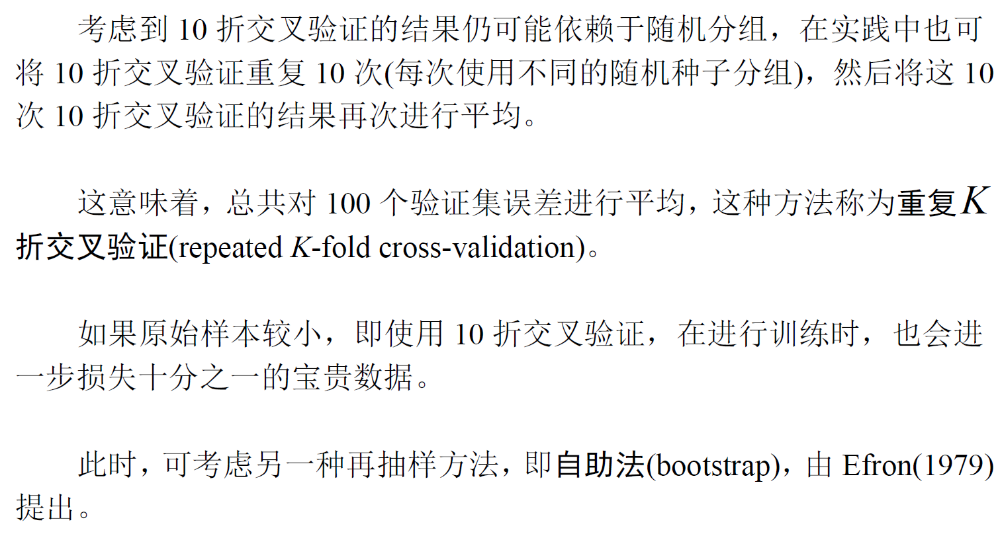 考虑到 10 折交叉验证的结果仍可能依赖于随机分组，在实践中也可
将 10 折交叉验证重复 10 次(每次使用不同的随机种子分组)，然后将这 10
次 10 折交叉验证的结果再次进行平均。
这意味着，总共对 100 个验证集误差进行平均，这种方法称为重复K
折交叉验证(repeated K-fold cross-validation)。
如果原始样本较小，即使用 10 折交叉验证，在进行训练时，也会进
一步损失十分之一的宝贵数据。
此时，可考虑另一种再抽样方法，即自助法(bootstrap)，由 Efron(1979)
提出。